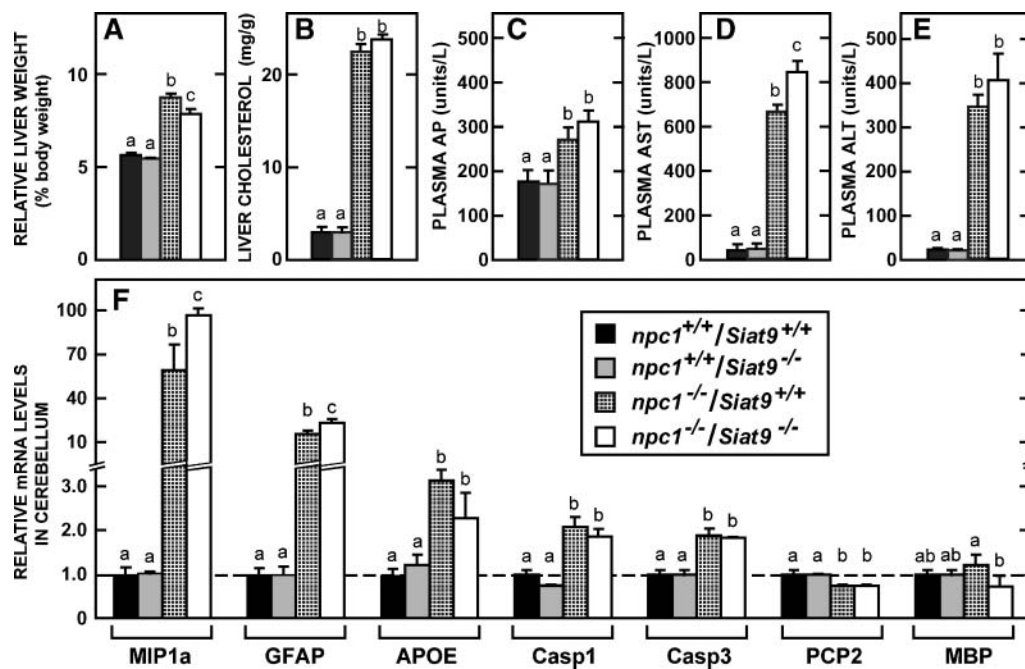 A
B
C
D
E
RELATIVE LIVER WEIGHT
(% body weight)
10
5
0
a
a
b
c
LIVER CHOLESTEROL (mg/g)
20
10
0
a
a
b
b
PLASMA AP (units/L)
500
400
300
200
100
0
a
a
b
b
PLASMA AST (units/L)
1000
800
600
400
200
0
a
a
b
c
PLASMA ALT (units/L)
500
400
300
200
100
0
a
a
b
b
F
RELATIVE mRNA LEVELS
IN CEREBELLUM
100
70
40
10
3.0
2.0
1.0
0
npc1+/+/Siat9+/+
npc1+/+/Siat9-/-
npc1-/-/Siat9+/+
npc1-/-/Siat9-/-
a a b c
a a b c
a a b b
a a b b
a a b b
a a b b
ab ab a b
MIP1a GFAP APOE Casp1 Casp3 PCP2 MBP